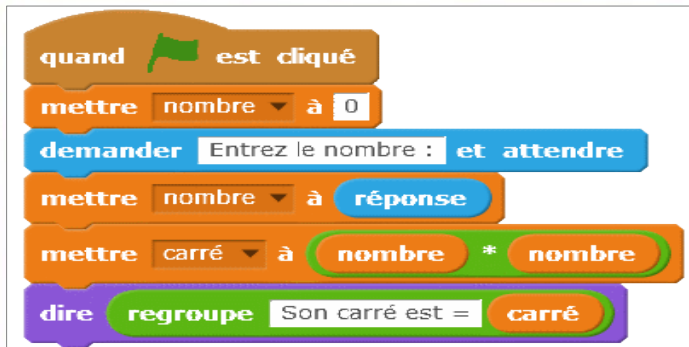 quand est cliqué
mettre nombre à 0
demander Entrez le nombre : et attendre
mettre nombre à réponse
mettre carré à nombre * nombre
dire regroupe Son carré est = carré